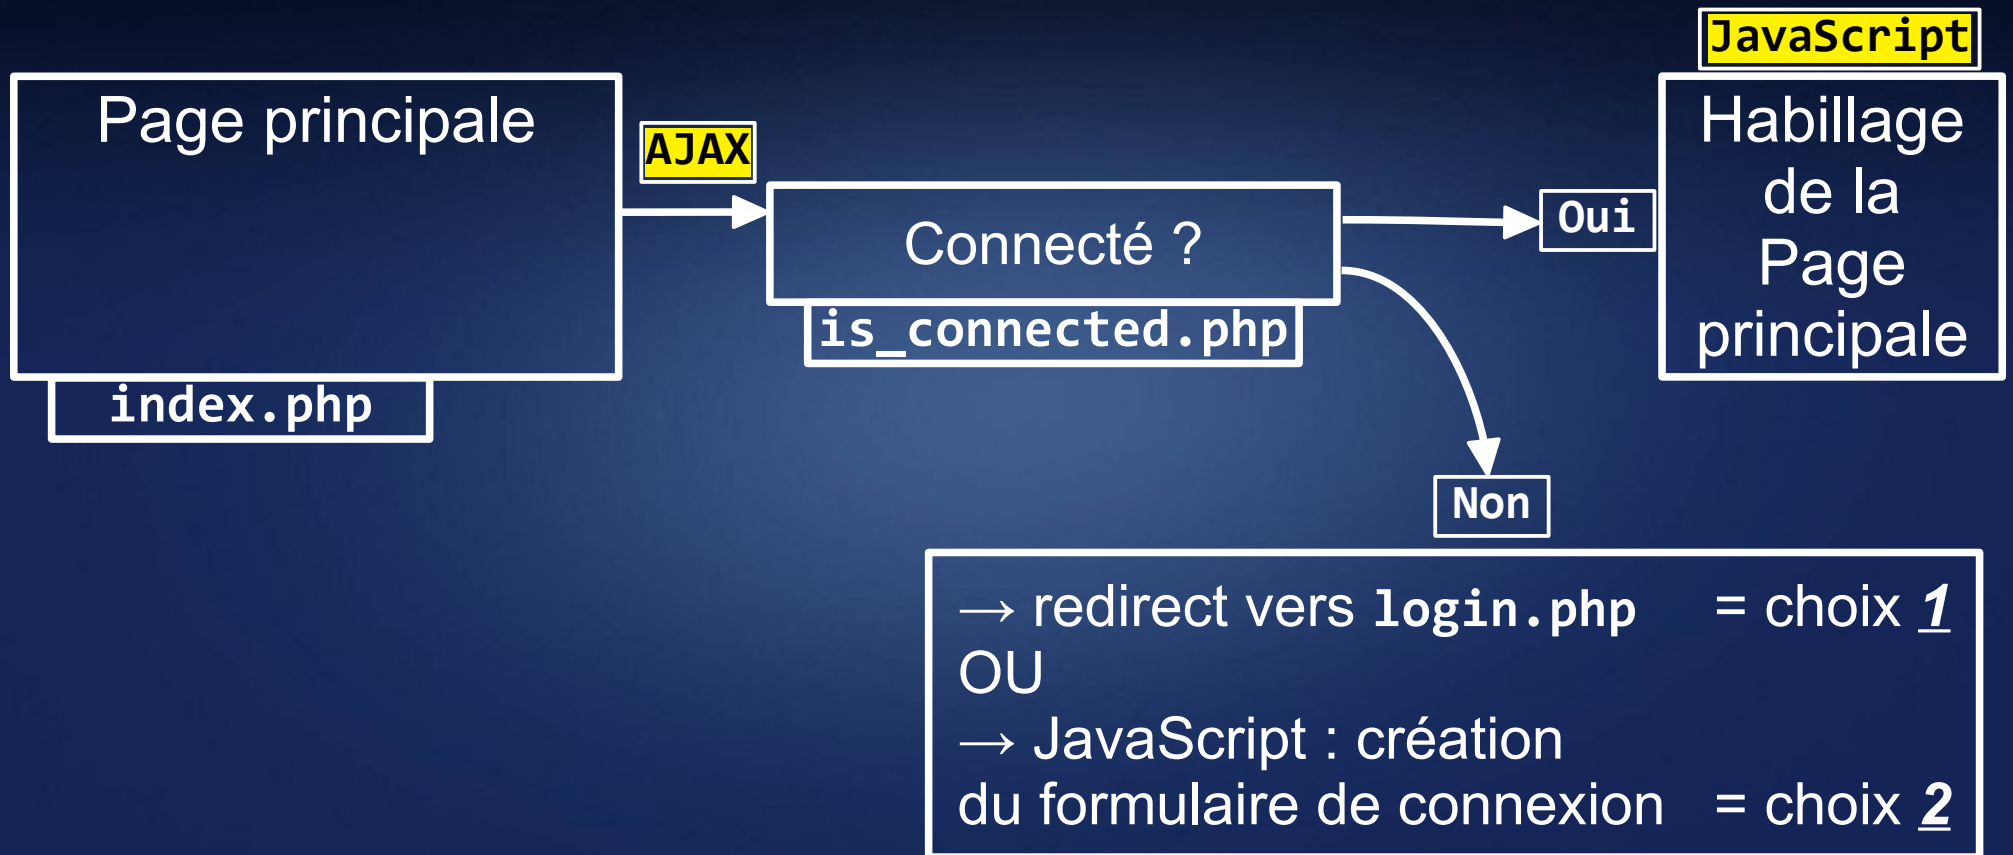 JavaScript
Page principale
AJAX
Habillage
de la
Page
principale
Connecté ?
Oui
is_connected.php
index.php
Non
→ redirect vers login.php = choix 1
OU
→ JavaScript : création
du formulaire de connexion = choix 2